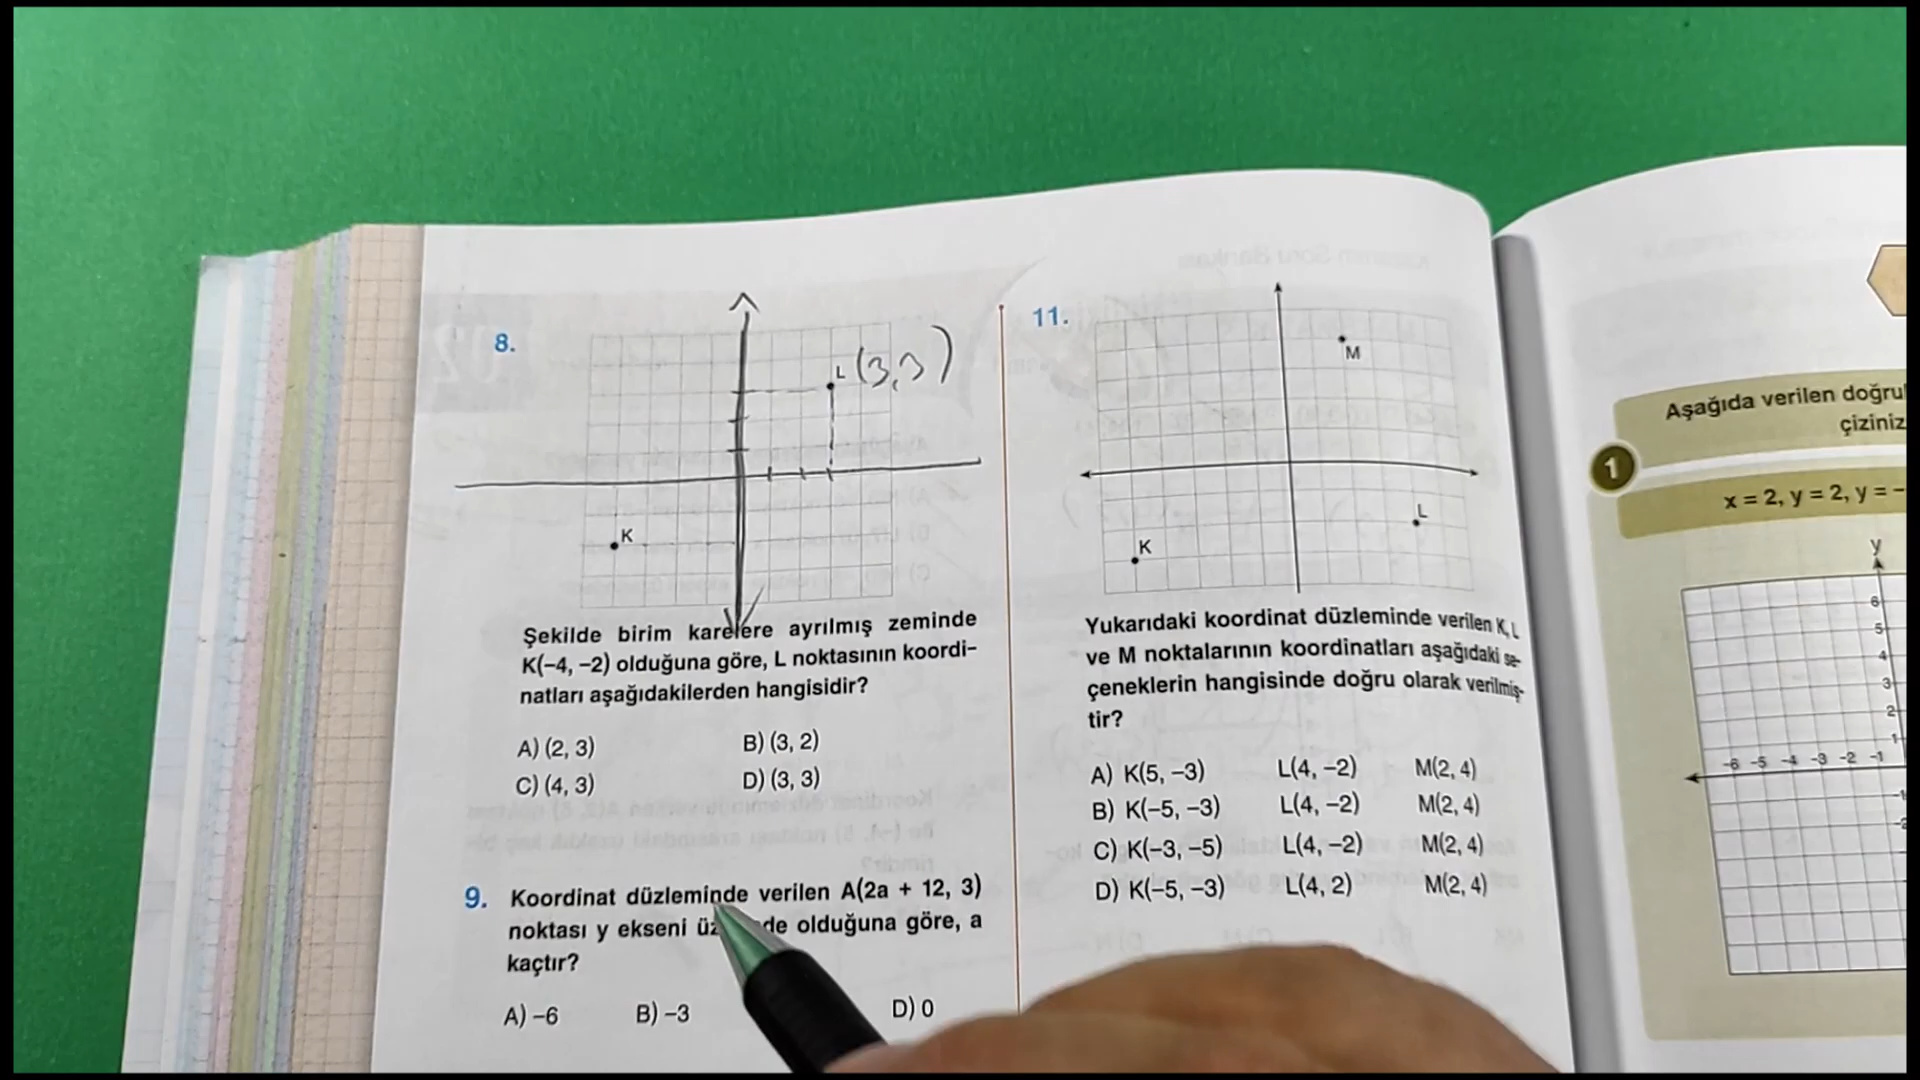 8.
L (3,3)
K
Şekilde birim karelere ayrılmış zeminde
K(–4, –2) olduğuna göre, L noktasının koordi-
natları aşağıdakilerden hangisidir?
A) (2, 3) B) (3, 2)
C) (4, 3) D) (3, 3)
9. Koordinat düzleminde verilen A(2a + 12, 3)
noktası y ekseni olduğuna göre, a
kaçtır?
A) –6 B) –3 D) 0
11.
M
L
K
Yukarıdaki koordinat düzleminde verilen K, L
ve M noktalarının koordinatları aşağıdaki se-
çeneklerin hangisinde doğru olarak verilmiş-
tir?
A) K(5, –3) L(4, –2) M(2, 4)
B) K(–5, –3) L(4, –2) M(2, 4)
C) K(–3, –5) L(4, –2) M(2, 4)
D) K(–5, –3) L(4, 2) M(2, 4)
Aşağıda verilen
çiziniz
1
x = 2, y = 2, y = –
y
6
5
4
3
2
1
–6 –5 –4 –3 –2 –1